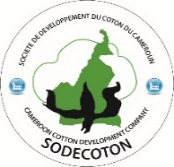 SOCIETE DE DEVELOPPEMENT DU COTON DU CAMEROUN
CAMEROON COTTON DEVELOPMENT COMPANY
SODECOTON